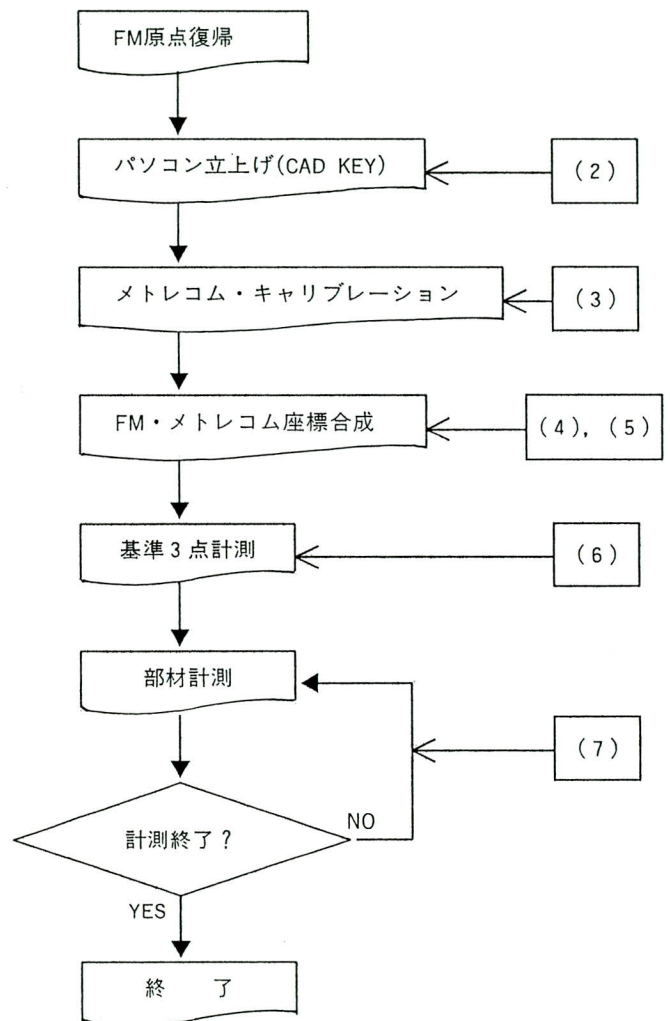 FM原点復帰
パソコン立上げ(CAD KEY)
(2)
メトレコム・キャリブレーション
(3)
FM・メトレコム座標合成
(4), (5)
基準3点計測
(6)
部材計測
(7)
計測終了?
NO
YES
終 了